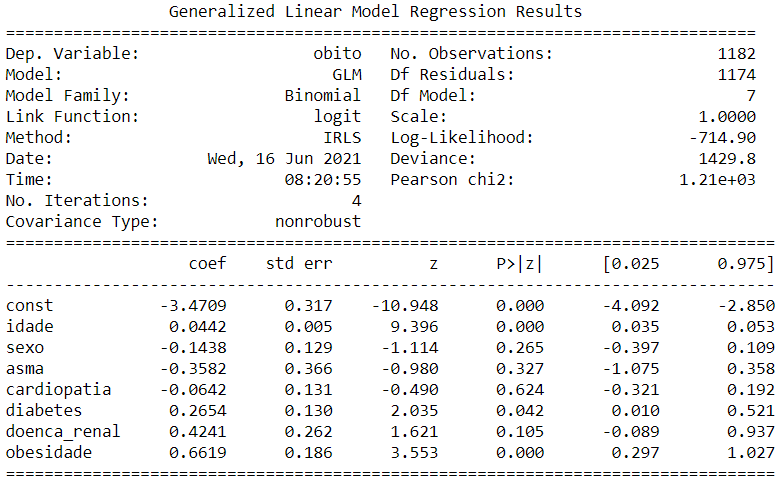 Generalized Linear Model Regression Results
==============================================================================
Dep. Variable: obito No. Observations: 1182
Model: GLM Df Residuals: 1174
Model Family: Binomial Df Model: 7
Link Function: logit Scale: 1.0000
Method: IRLS Log-Likelihood: -714.90
Date: Wed, 16 Jun 2021 Deviance: 1429.8
Time: 08:20:55 Pearson chi2: 1.21e+03
No. Iterations: 4
Covariance Type: nonrobust
================================================================================
coef std err z P>|z| [0.025 0.975]
--------------------------------------------------------------------------------
const -3.4709 0.317 -10.948 0.000 -4.092 -2.850
idade 0.0442 0.005 9.396 0.000 0.035 0.053
sexo -0.1438 0.129 -1.114 0.265 -0.397 0.109
asma -0.3582 0.366 -0.980 0.327 -1.075 0.358
cardiopatia -0.0642 0.131 -0.490 0.624 -0.321 0.192
diabetes 0.2654 0.130 2.035 0.042 0.010 0.521
doenca_renal 0.4241 0.262 1.621 0.105 -0.089 0.937
obesidade 0.6619 0.186 3.553 0.000 0.297 1.027
================================================================================